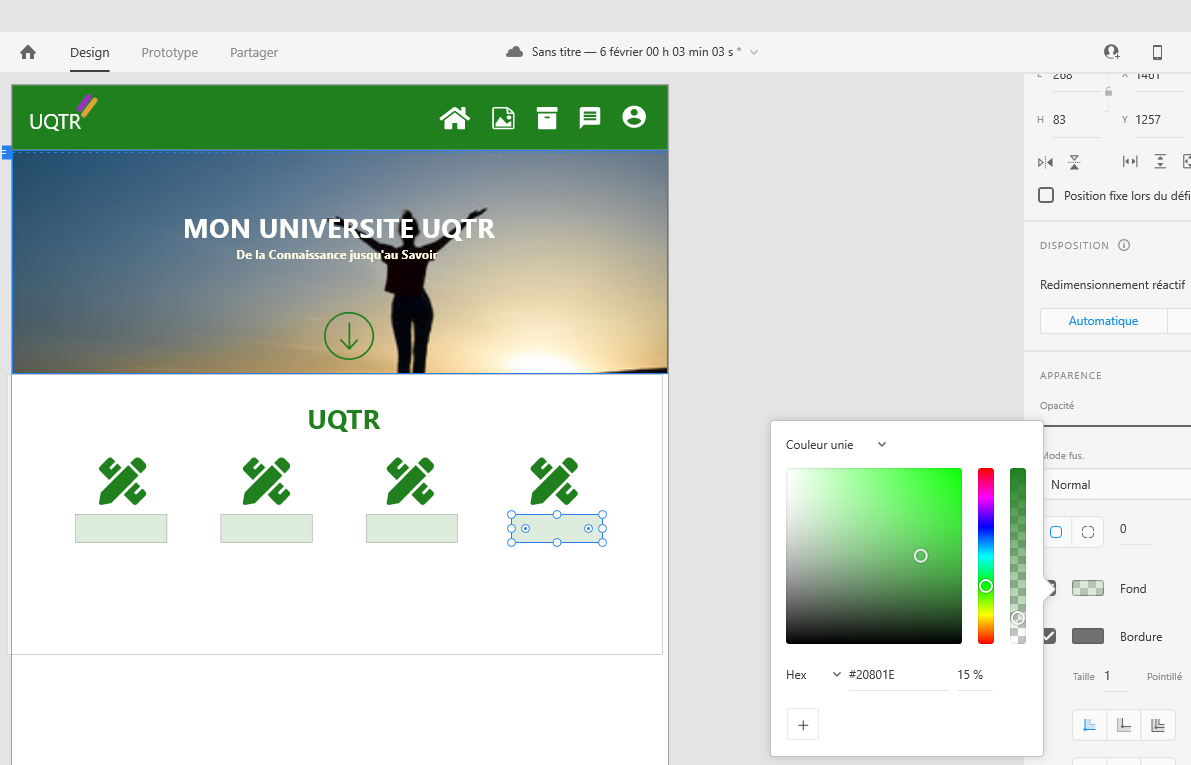 Design
Prototype
Partager
Sans titre — 6 février 00 h 03 min 03 s *
L 268 X 1461
H 83 Y 1257
Position fixe lors du défi
DISPOSITION
Redimensionnement réactif
Automatique
APPARENCE
Opacité
Mode fus.
Normal
0
Fond
Bordure
Taille 1 Pointillé
UQTR
MON UNIVERSITE UQTR
De la Connaissance jusqu'au Savoir
UQTR
Couleur unie
Hex #20801E 15 %
+